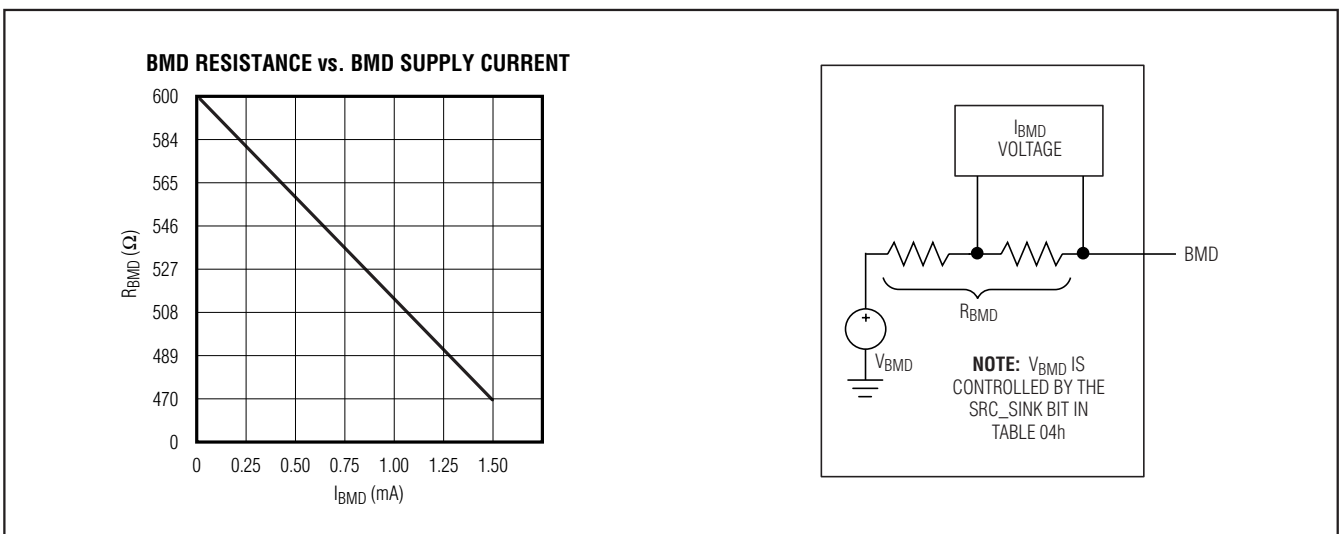 BMD RESISTANCE vs. BMD SUPPLY CURRENT
600
584
565
546
527
508
489
470
0
RBMD (Ω)
0 0.25 0.50 0.75 1.00 1.25 1.50
IBMD (mA)
IBMD
VOLTAGE
BMD
RBMD
+
VBMD
NOTE: VBMD IS
CONTROLLED BY THE
SRC_SINK BIT IN
TABLE 04h